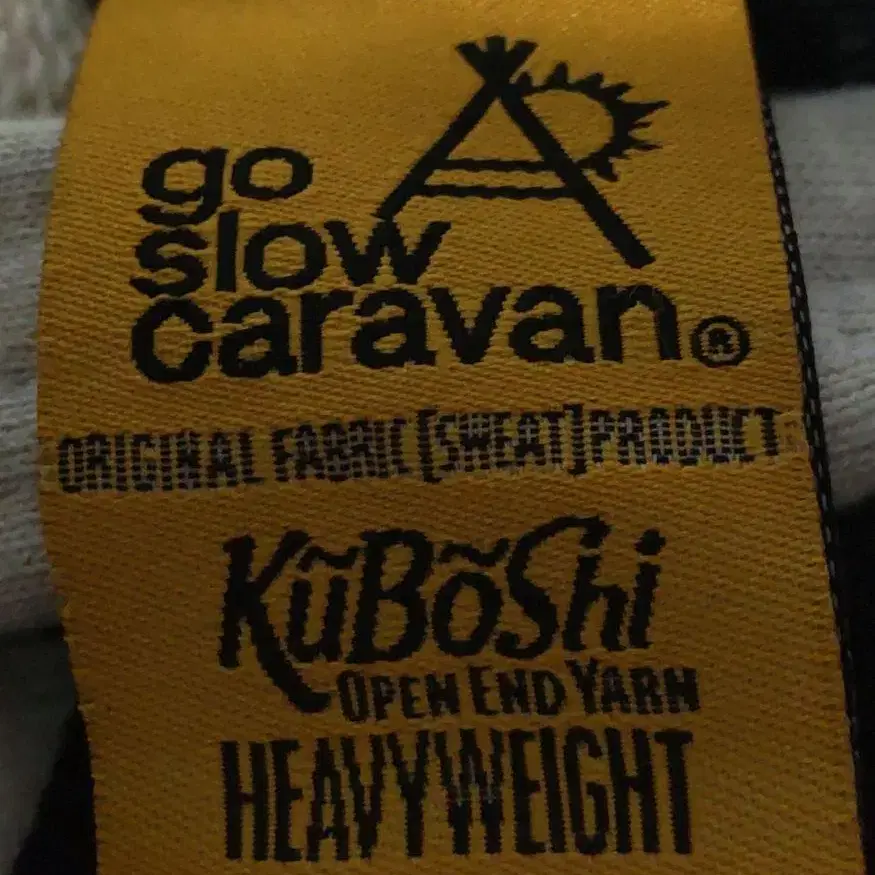 go
slow
caravan®
ORIGINAL FABRIC [SWEAT] PRODUCT
KũBõShi
OPEN END YARN
HEAVYWEIGHT